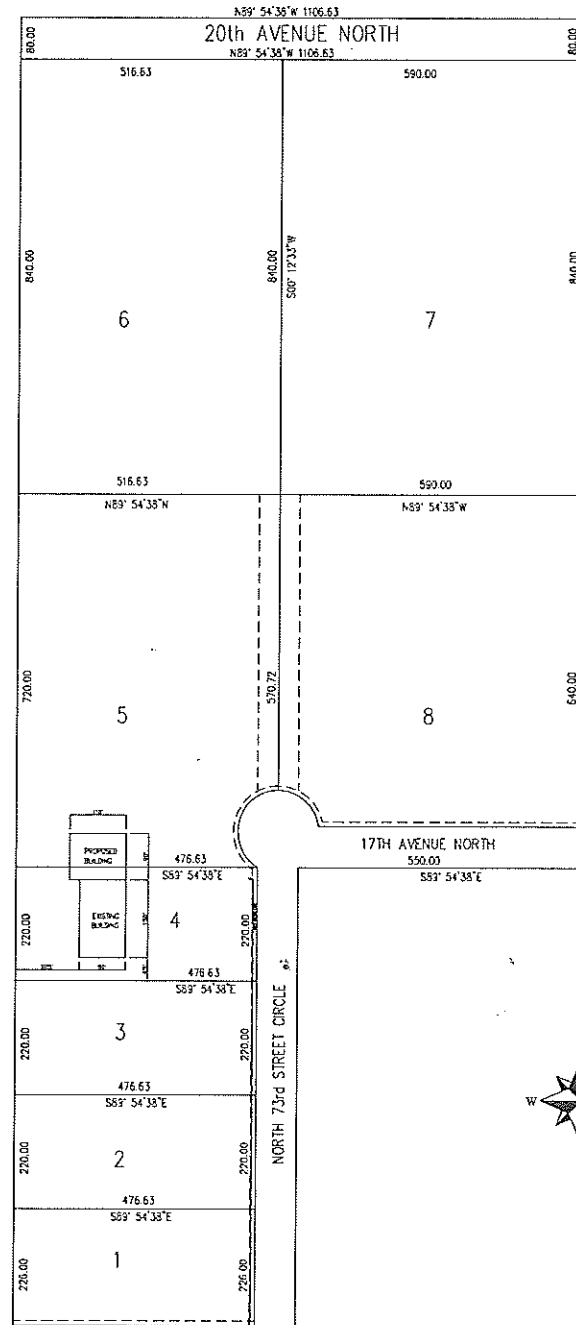 N89° 54'38"W 1106.63
80.00
20th AVENUE NORTH
80.00
N89° 54'38"W 1106.63
516.63
590.00
840.00
840.00
S00° 12'33"W
840.00
6
7
516.63
590.00
N89° 54'38"N
N89° 54'38"W
720.00
570.72
640.00
5
8
PROPOSED
BUILDING
476.63
S89° 54'38"E
17TH AVENUE NORTH
550.00
S89° 54'38"E
EXISTING
BUILDING
220.00
4
220.00
476.63
S89° 54'38"E
3
220.00
220.00
NORTH 73rd STREET CIRCLE
476.63
S89° 54'38"E
W
2
220.00
220.00
476.63
S89° 54'38"E
1
226.00
226.00